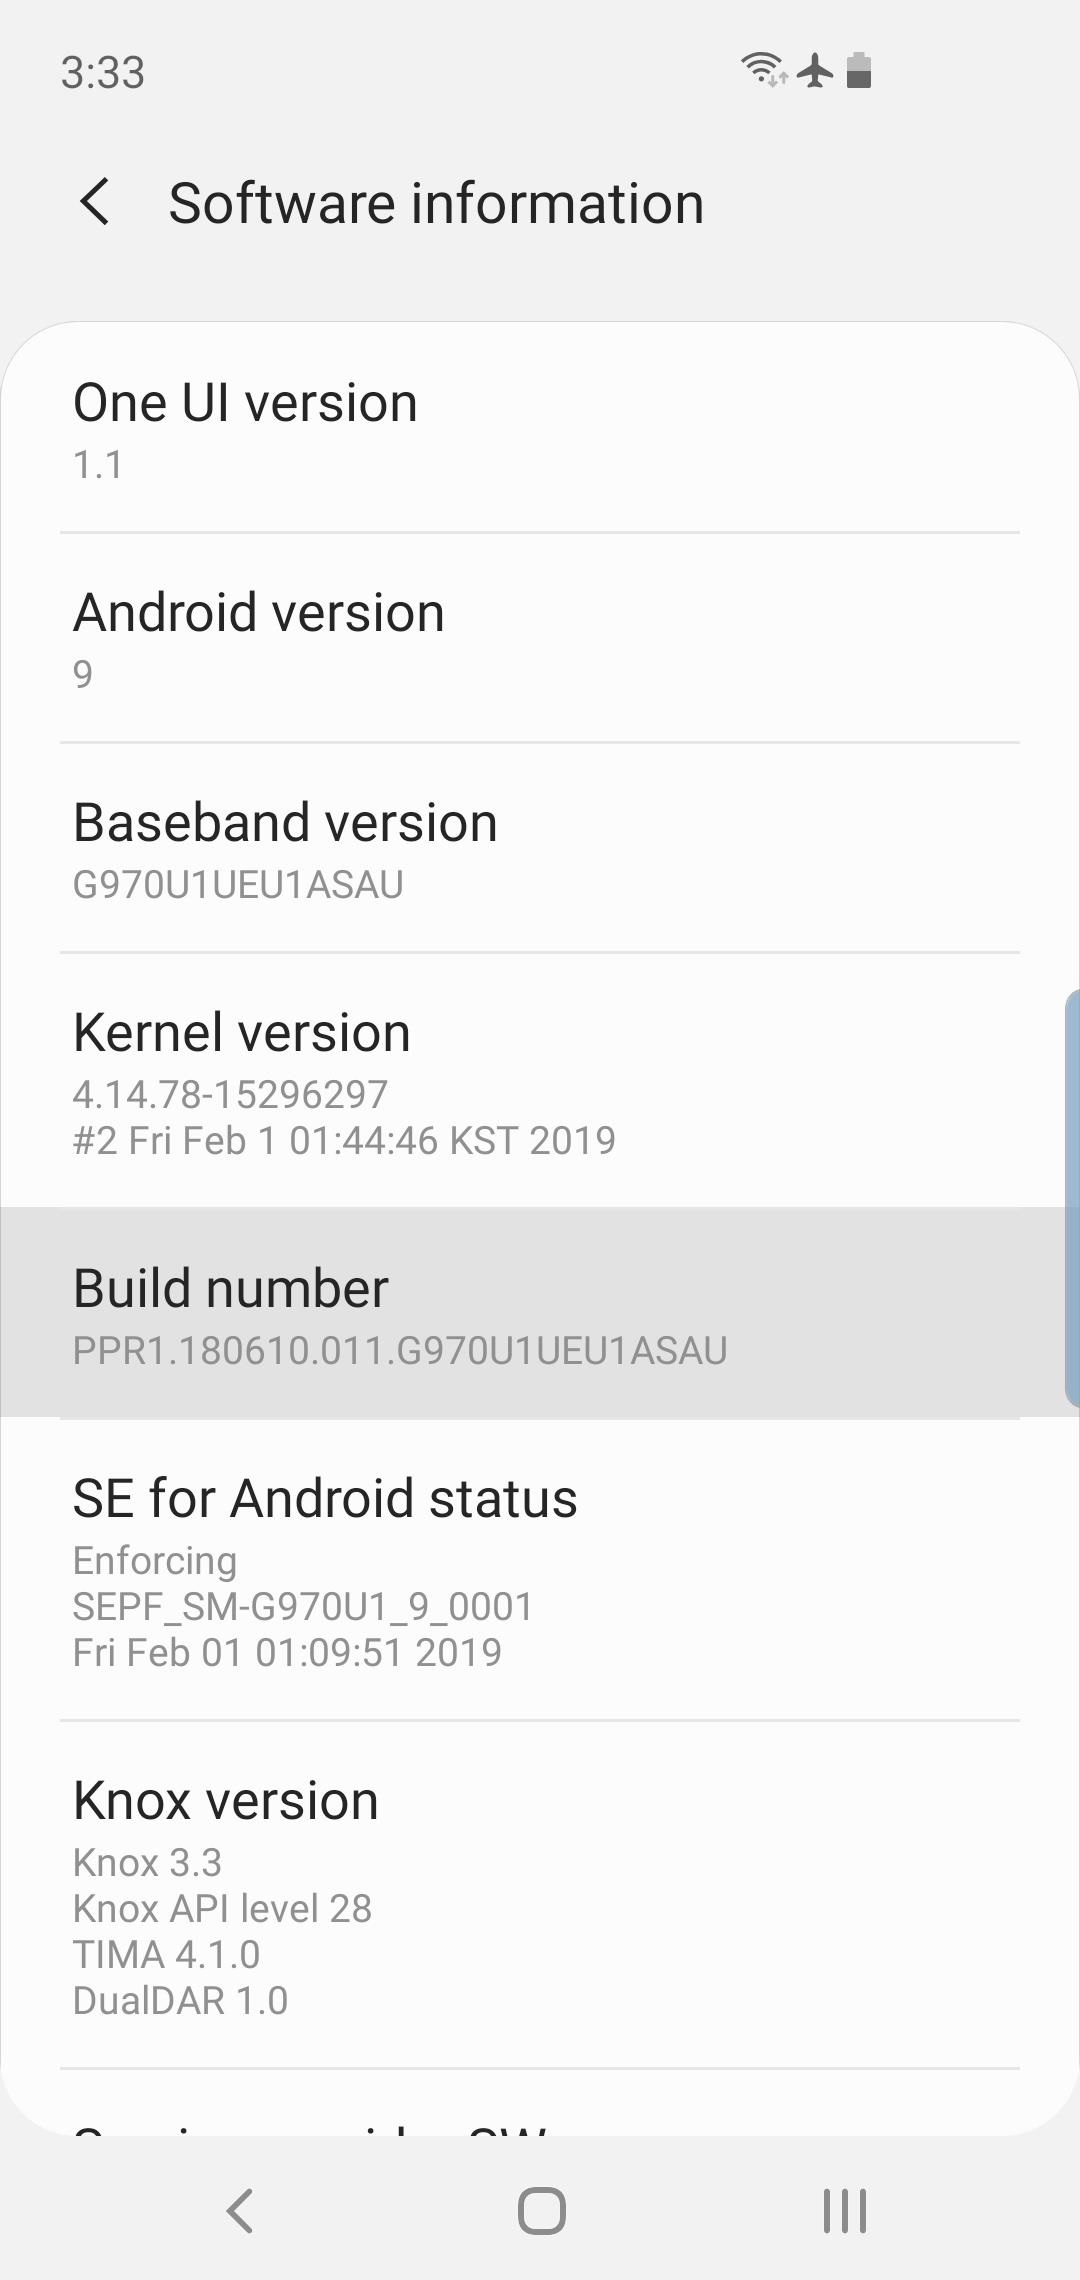 3:33
Software information
One UI version
1.1
Android version
9
Baseband version
G970U1UEU1ASAU
Kernel version
4.14.78-15296297
#2 Fri Feb 1 01:44:46 KST 2019
Build number
PPR1.180610.011.G970U1UEU1ASAU
SE for Android status
Enforcing
SEPF_SM-G970U1_9_0001
Fri Feb 01 01:09:51 2019
Knox version
Knox 3.3
Knox API level 28
TIMA 4.1.0
DualDAR 1.0